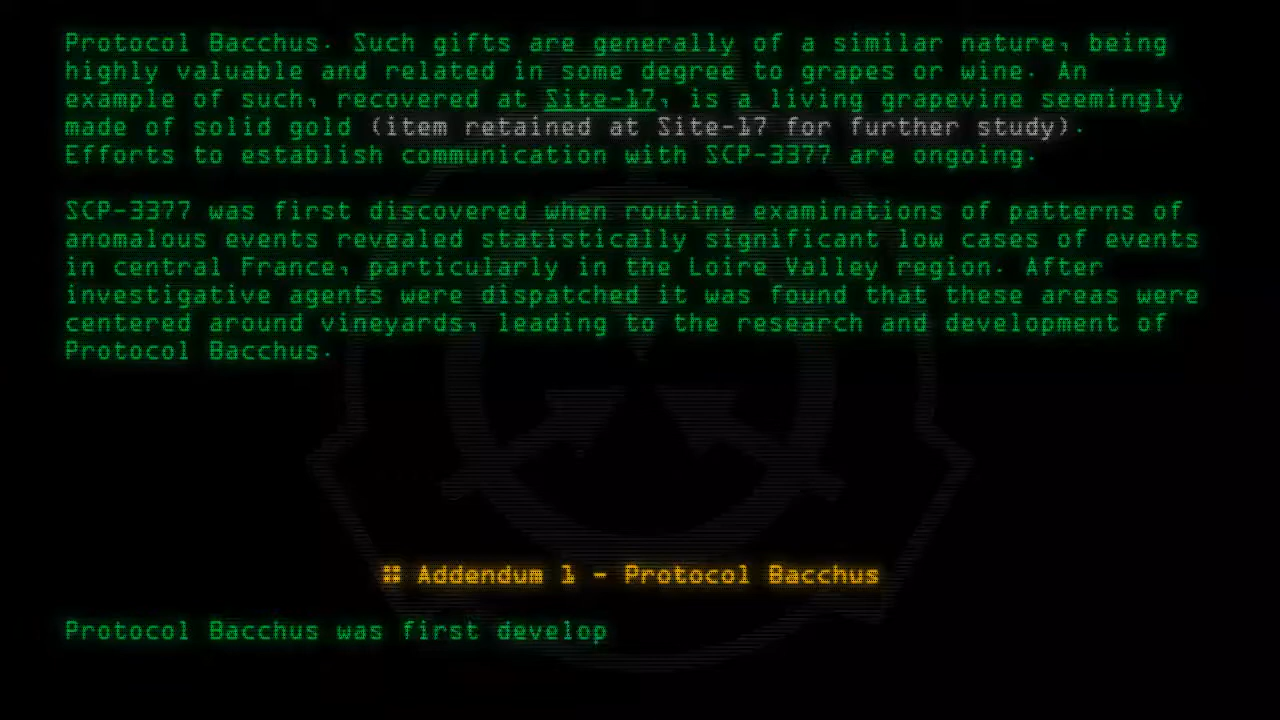 Protocol Bacchus. Such gifts are generally of a similar nature, being
highly valuable and related in some degree to grapes or wine. An
example of such, recovered at Site-17, is a living grapevine seemingly
made of solid gold (item retained at Site-17 for further study).
Efforts to establish communication with SCP-3377 are ongoing.
SCP-3377 was first discovered when routine examinations of patterns of
anomalous events revealed statistically significant low cases of events
in central France, particularly in the Loire Valley region. After
investigative agents were dispatched it was found that these areas were
centered around vineyards, leading to the research and development of
Protocol Bacchus.
:: Addendum 1 - Protocol Bacchus
Protocol Bacchus was first develop